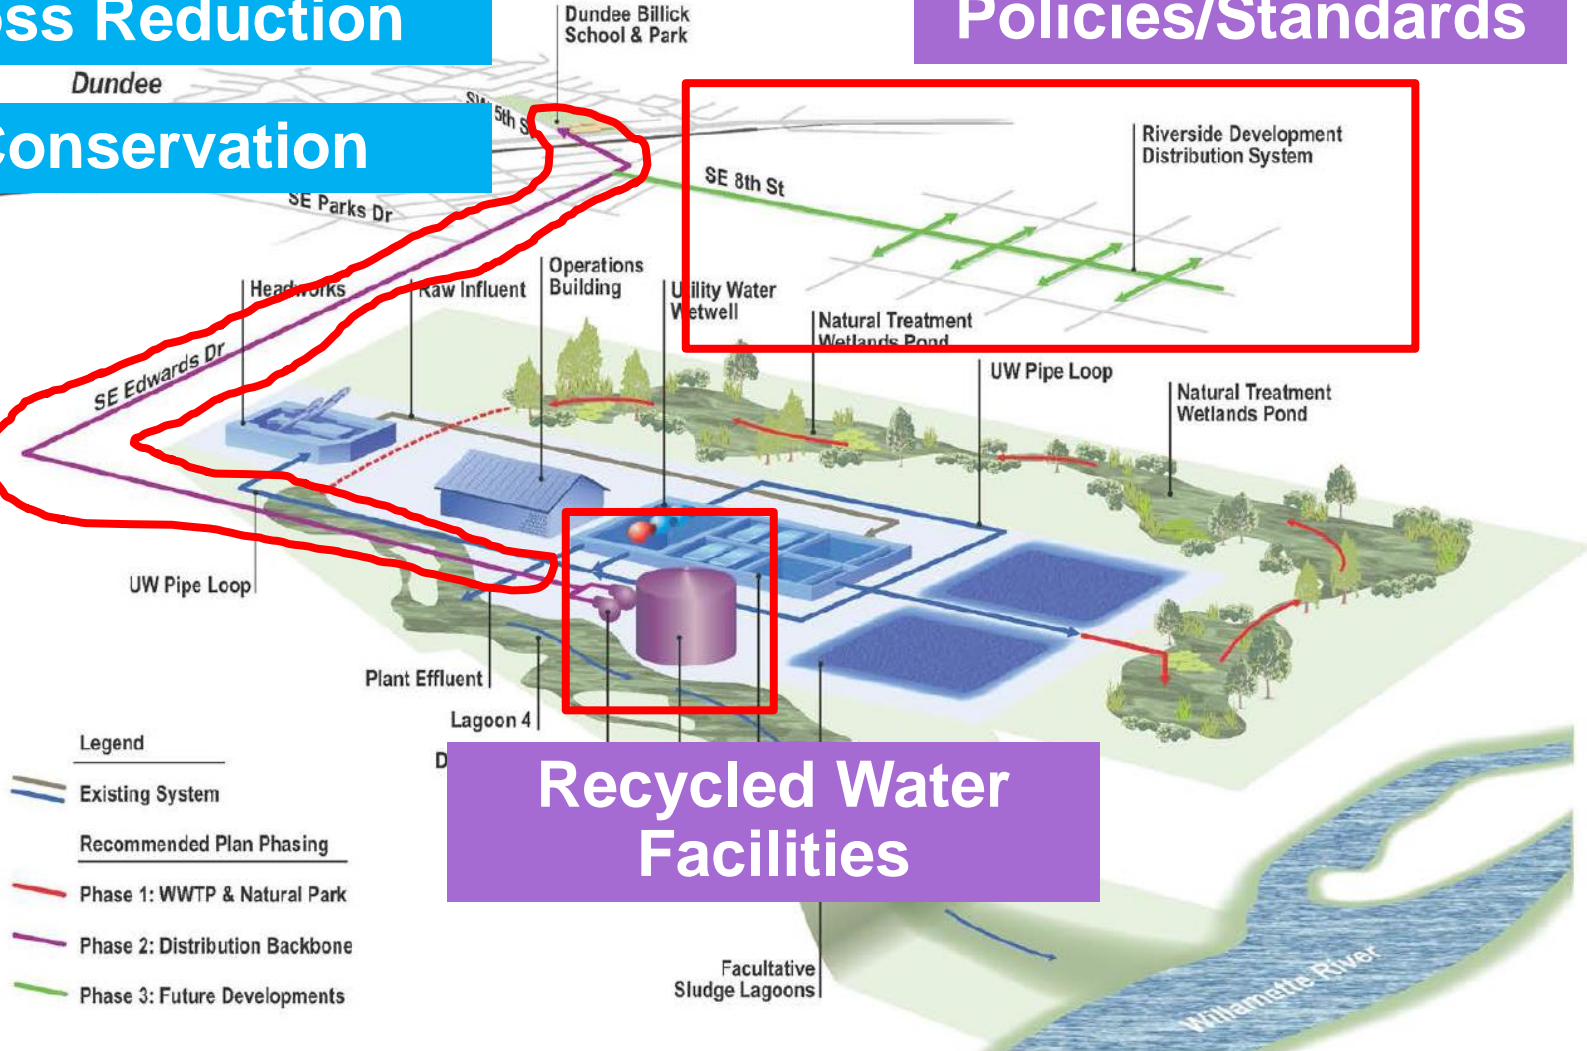 oss Reduction
Policies/Standards
Dundee Billick
School & Park
Dundee
SW 5th S
Conservation
Riverside Development
Distribution System
SE 8th St
SE Parks Dr
Headworks
Raw Influent
Operations
Building
Utility Water
Wetwell
Natural Treatment
Wetlands Pond
UW Pipe Loop
Natural Treatment
Wetlands Pond
SE Edwards Dr
UW Pipe Loop
Plant Effluent
Lagoon 4
D
Recycled Water
Facilities
Legend
Existing System
Recommended Plan Phasing
Phase 1: WWTP & Natural Park
Phase 2: Distribution Backbone
Phase 3: Future Developments
Facultative
Sludge Lagoons
Willamette River